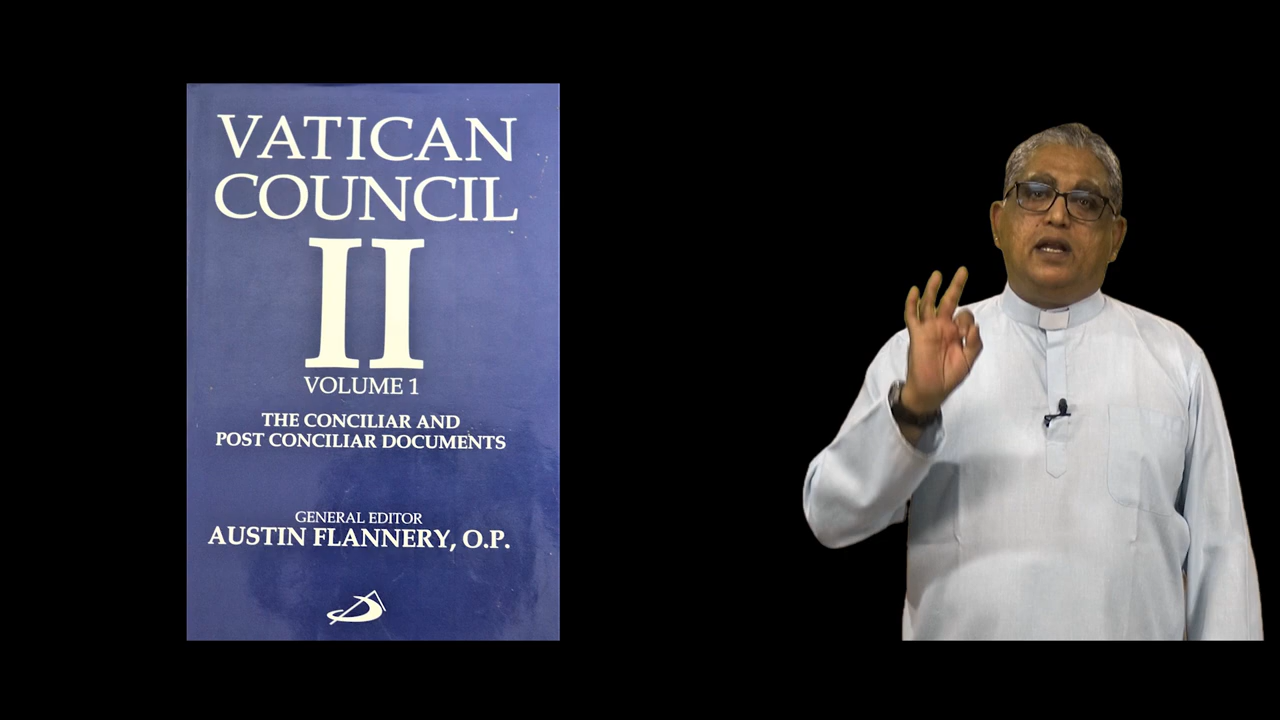 VATICAN
COUNCIL
II
VOLUME 1
THE CONCILIAR AND
POST CONCILIAR DOCUMENTS
GENERAL EDITOR
AUSTIN FLANNERY, O.P.